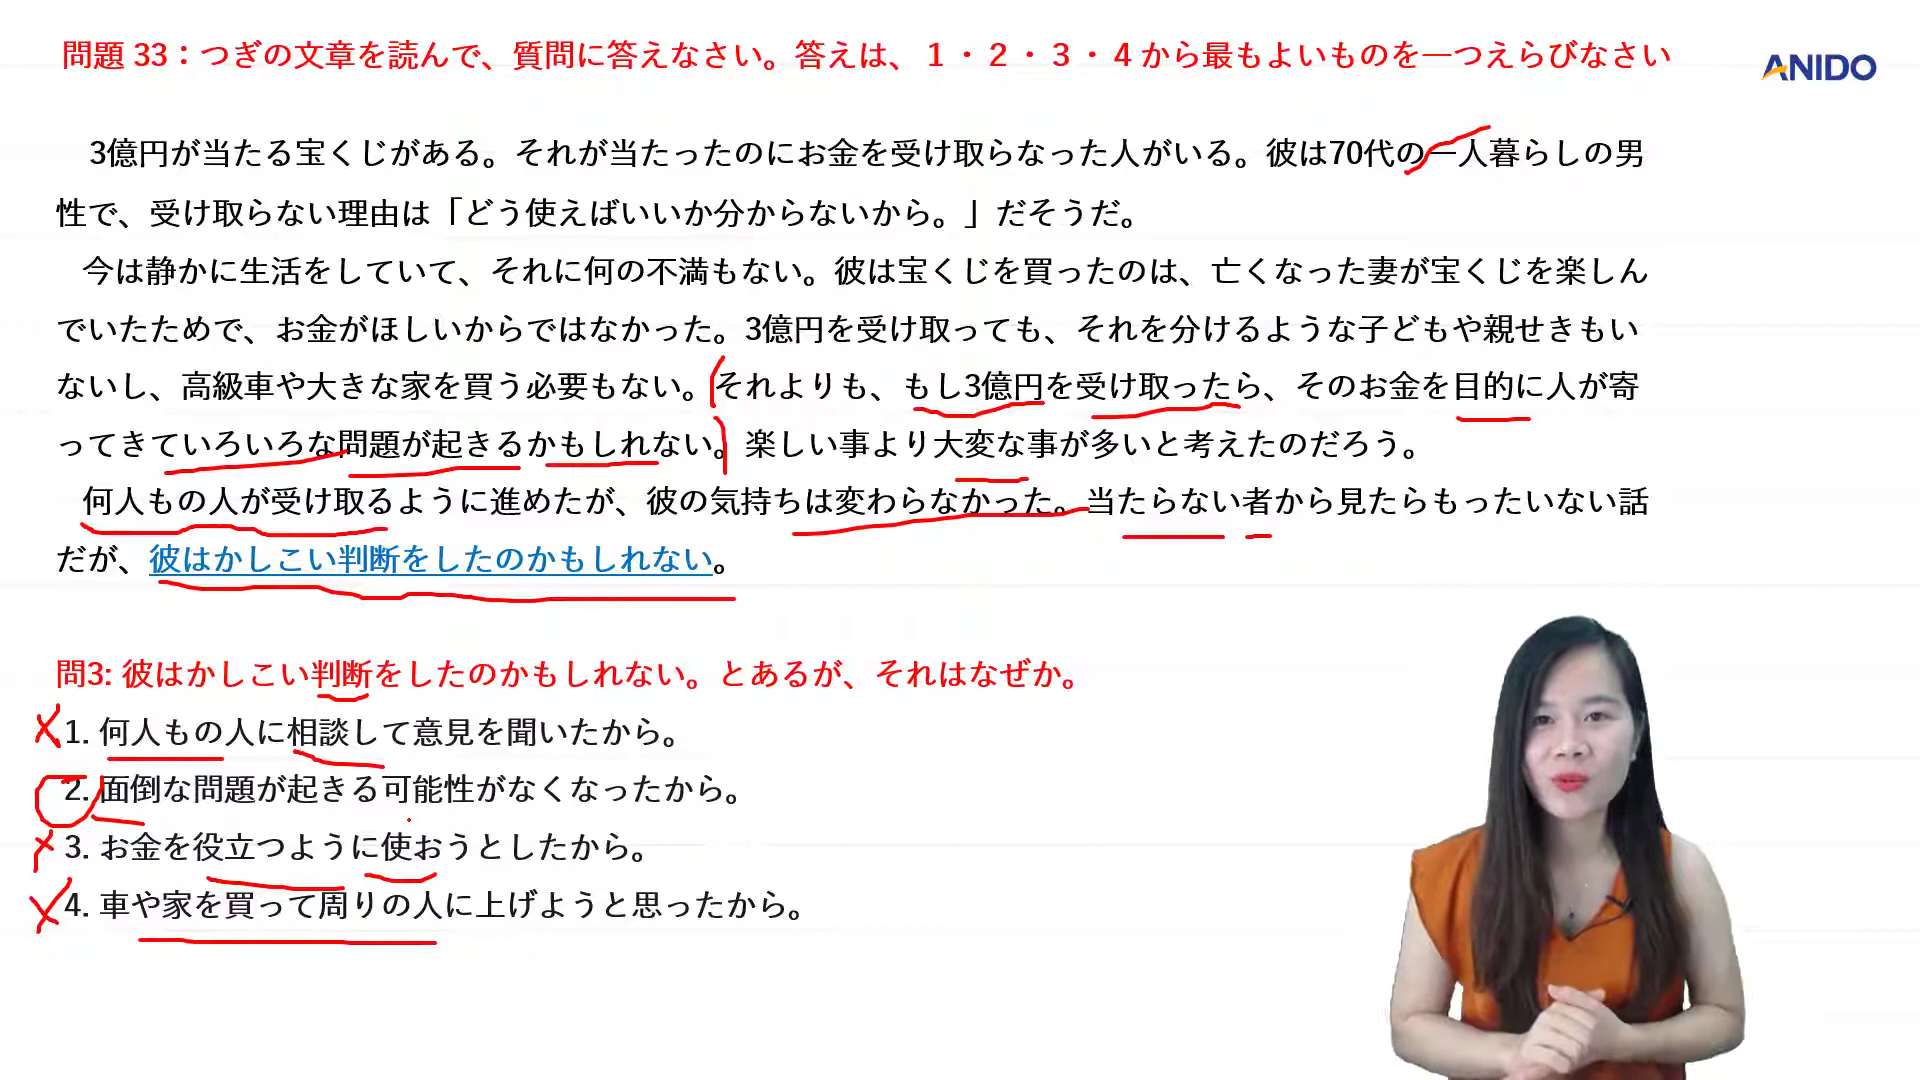 問題 33：つぎの文章を読んで、質問に答えなさい。答えは、１・２・３・４から最もよいものを一つえらびなさい
ANIDO
3億円が当たる宝くじがある。それが当たったのにお金を受け取らなった人がいる。彼は70代の一人暮らしの男
性で、受け取らない理由は「どう使えばいいか分からないから。」だそうだ。
今は静かに生活をしていて、それに何の不満もない。彼は宝くじを買ったのは、亡くなった妻が宝くじを楽しん
でいたためで、お金がほしいからではなかった。3億円を受け取っても、それを分けるような子どもや親せきもい
ないし、高級車や大きな家を買う必要もない。それよりも、もし3億円を受け取ったら、そのお金を目的に人が寄
ってきていろいろな問題が起きるかもしれない。楽しい事より大変な事が多いと考えたのだろう。
何人もの人が受け取るように進めたが、彼の気持ちは変わらなかった。当たらない者から見たらもったいない話
だが、彼はかしこい判断をしたのかもしれない。
問3: 彼はかしこい判断をしたのかもしれない。とあるが、それはなぜか。
1. 何人もの人に相談して意見を聞いたから。
2. 面倒な問題が起きる可能性がなくなったから。
3. お金を役立つように使おうとしたから。
4. 車や家を買って周りの人に上げようと思ったから。